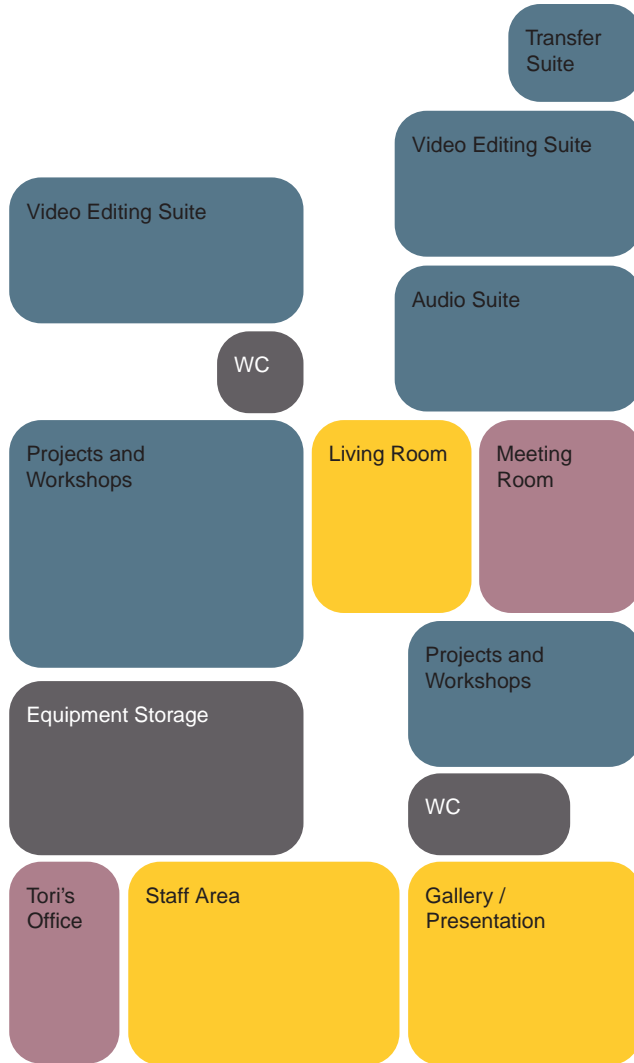 Transfer
Suite
Video Editing Suite
Video Editing Suite
Audio Suite
WC
Projects and
Workshops
Living Room
Meeting
Room
Projects and
Workshops
Equipment Storage
WC
Tori’s
Office
Staff Area
Gallery /
Presentation